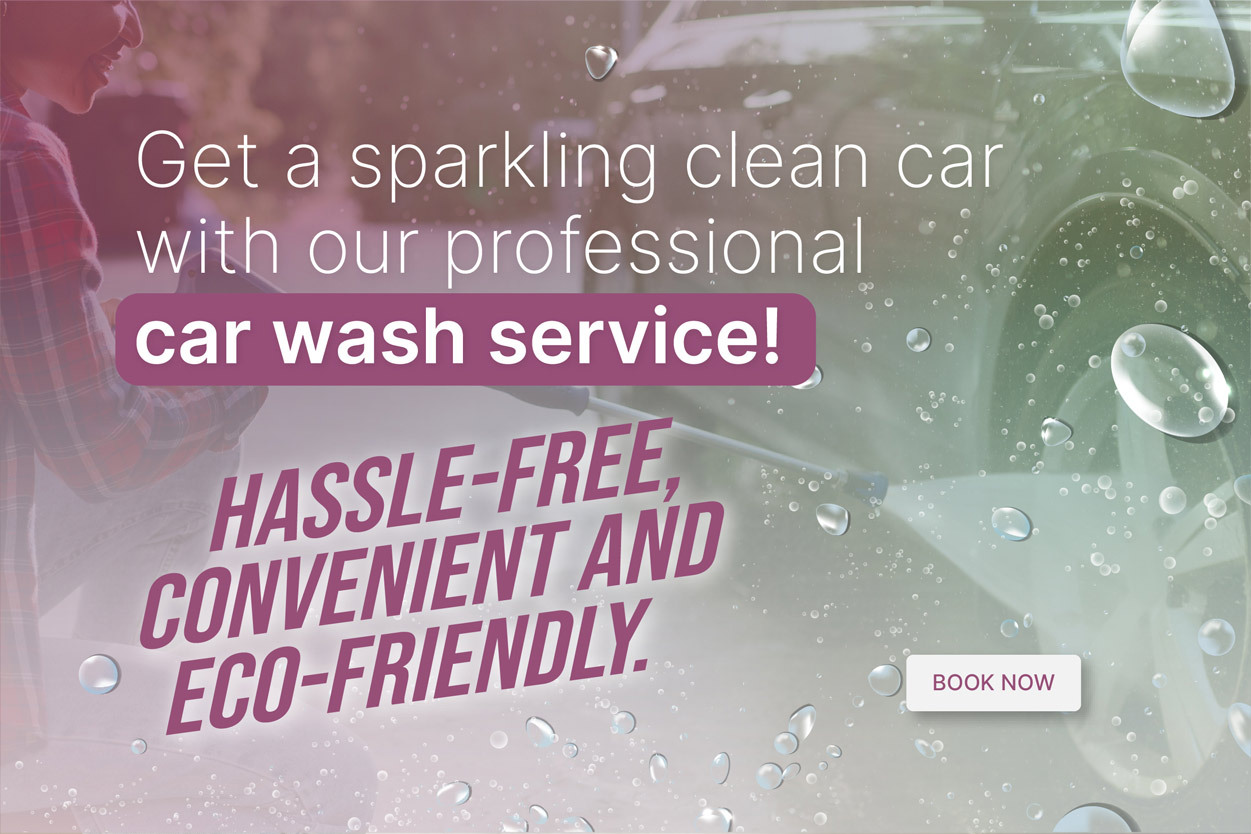 Get a sparkling clean car
with our professional
car wash service!
HASSLE-FREE,
CONVENIENT AND
ECO-FRIENDLY.
BOOK NOW